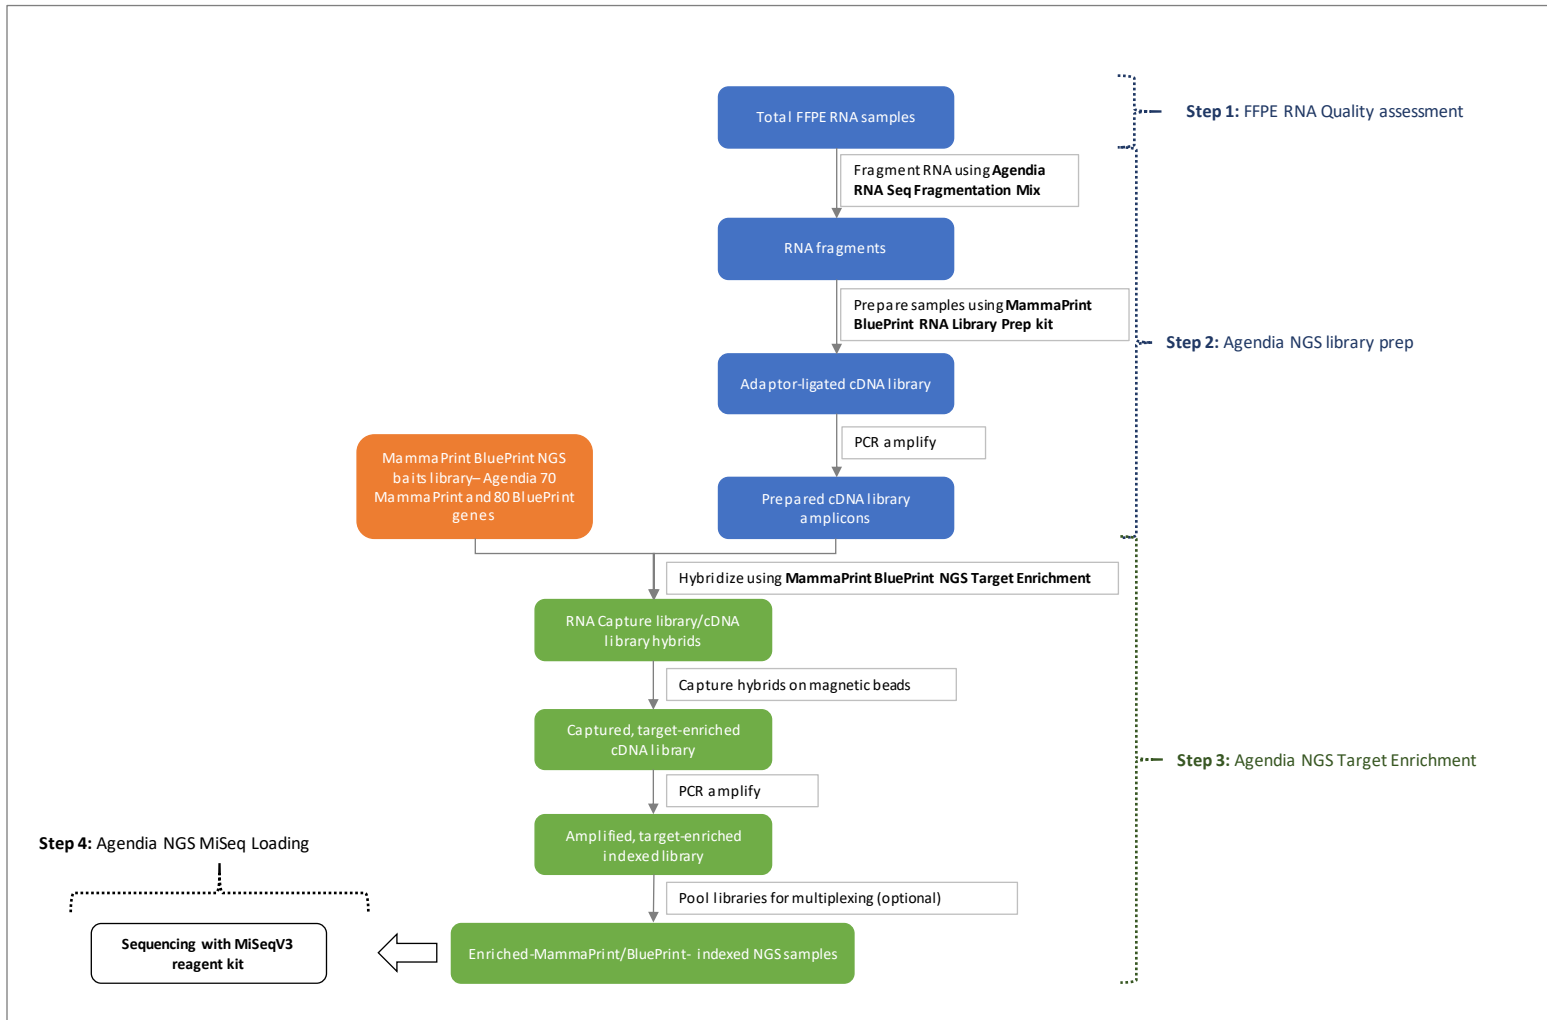 Total FFPE RNA samples
Step 1: FFPE RNA Quality assessment
Fragment RNA using Agendia
RNA Seq Fragmentation Mix
RNA fragments
Prepare samples using MammaPrint
BluePrint RNA Library Prep kit
Step 2: Agendia NGS library prep
Adaptor-ligated cDNA library
PCR amplify
MammaPrint BluePrint NGS
baits library– Agendia 70
MammaPrint and 80 BluePrint
genes
Prepared cDNA library
amplicons
Hybridize using MammaPrint BluePrint NGS Target Enrichment
RNA Capture library/cDNA
library hybrids
Capture hybrids on magnetic beads
Captured, target-enriched
cDNA library
Step 3: Agendia NGS Target Enrichment
PCR amplify
Amplified, target-enriched
indexed library
Step 4: Agendia NGS MiSeq Loading
Pool libraries for multiplexing (optional)
Enriched-MammaPrint/BluePrint- indexed NGS samples
Sequencing with MiSeqV3
reagent kit